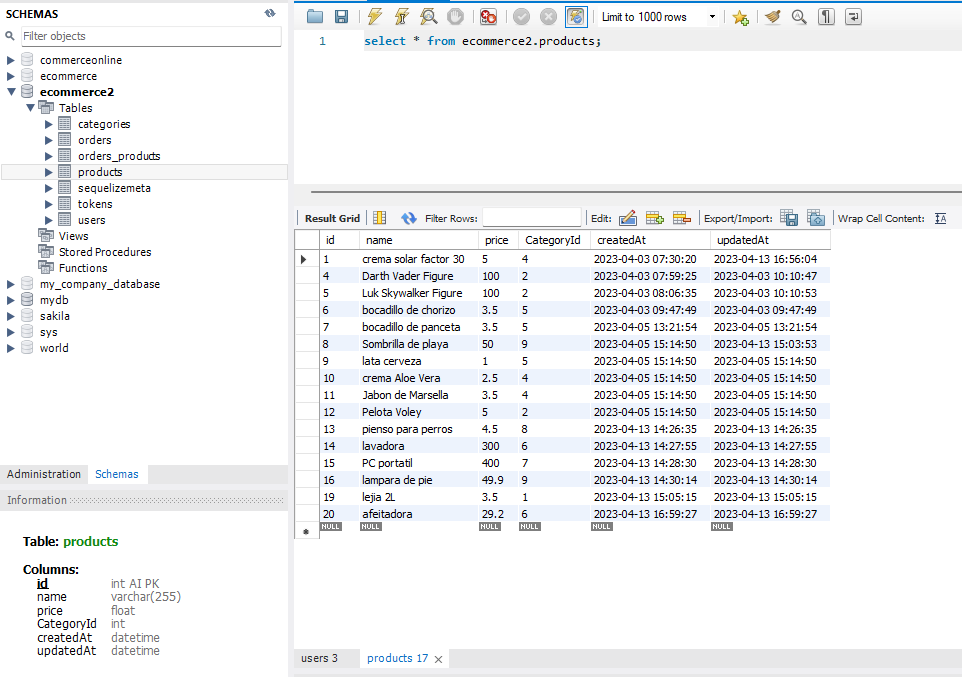 SCHEMAS
Filter objects
commerceonline
ecommerce
ecommerce2
Tables
categories
orders
orders_products
products
sequelizemeta
tokens
users
Views
Stored Procedures
Functions
my_company_database
mydb
sakila
sys
world
Administration Schemas
Information
Table: products
Columns:
id int AI PK
name varchar(255)
price float
CategoryId int
createdAt datetime
updatedAt datetime
Limit to 1000 rows
1 select * from ecommerce2.products;
Result Grid Filter Rows: Edit: Export/Import: Wrap Cell Content: IA
id name price CategoryId createdAt updatedAt
1 crema solar factor 30 5 4 2023-04-03 07:30:20 2023-04-13 16:56:04
4 Darth Vader Figure 100 2 2023-04-03 07:59:25 2023-04-03 10:10:47
5 Luk Skywalker Figure 100 2 2023-04-03 08:06:35 2023-04-03 10:10:53
6 bocadillo de chorizo 3.5 5 2023-04-03 09:47:49 2023-04-03 09:47:49
7 bocadillo de panceta 3.5 5 2023-04-05 13:21:54 2023-04-05 13:21:54
8 Sombrilla de playa 50 9 2023-04-05 15:14:50 2023-04-13 15:03:53
9 lata cerveza 1 5 2023-04-05 15:14:50 2023-04-05 15:14:50
10 crema Aloe Vera 2.5 4 2023-04-05 15:14:50 2023-04-05 15:14:50
11 Jabon de Marsella 3.5 4 2023-04-05 15:14:50 2023-04-05 15:14:50
12 Pelota Voley 5 2 2023-04-05 15:14:50 2023-04-05 15:14:50
13 pienso para perros 4.5 8 2023-04-13 14:26:35 2023-04-13 14:26:35
14 lavadora 300 6 2023-04-13 14:27:55 2023-04-13 14:27:55
15 PC portatil 400 7 2023-04-13 14:28:30 2023-04-13 14:28:30
16 lampara de pie 49.9 9 2023-04-13 14:30:14 2023-04-13 14:30:14
19 lejia 2L 3.5 1 2023-04-13 15:05:15 2023-04-13 15:05:15
20 afeitadora 29.2 6 2023-04-13 16:59:27 2023-04-13 16:59:27
NULL NULL NULL NULL NULL NULL
users 3 products 17